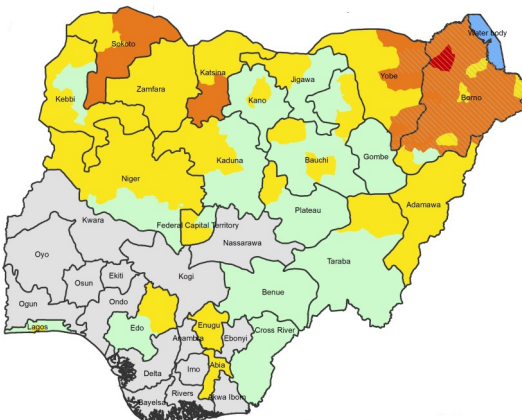 Water body
Sokoto
Katsina
Yobe
Jigawa
Zamfara
Kebbi
Kano
Borno
Kaduna
Bauchi
Gombe
Niger
Adamawa
Plateau
Federal Capital Territory
Kwara
Nassarawa
Oyo
Taraba
Kogi
Ekiti
Osun
Benue
Ogun
Ondo
Lagos
Edo
Enugu
Cross River
Anambra
Ebonyi
Abia
Imo
Delta
Rivers
Akwa Ibom
Bayelsa